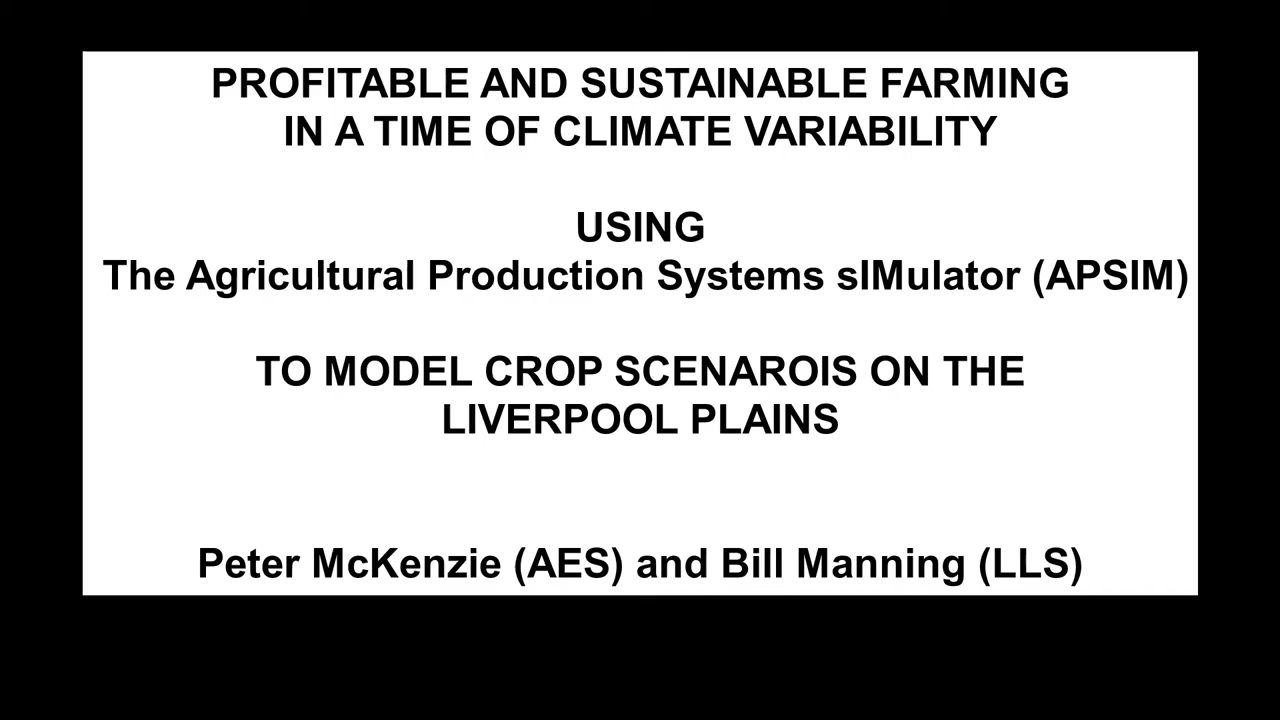 PROFITABLE AND SUSTAINABLE FARMING
IN A TIME OF CLIMATE VARIABILITY
USING
The Agricultural Production Systems sIMulator (APSIM)
TO MODEL CROP SCENAROIS ON THE
LIVERPOOL PLAINS
Peter McKenzie (AES) and Bill Manning (LLS)